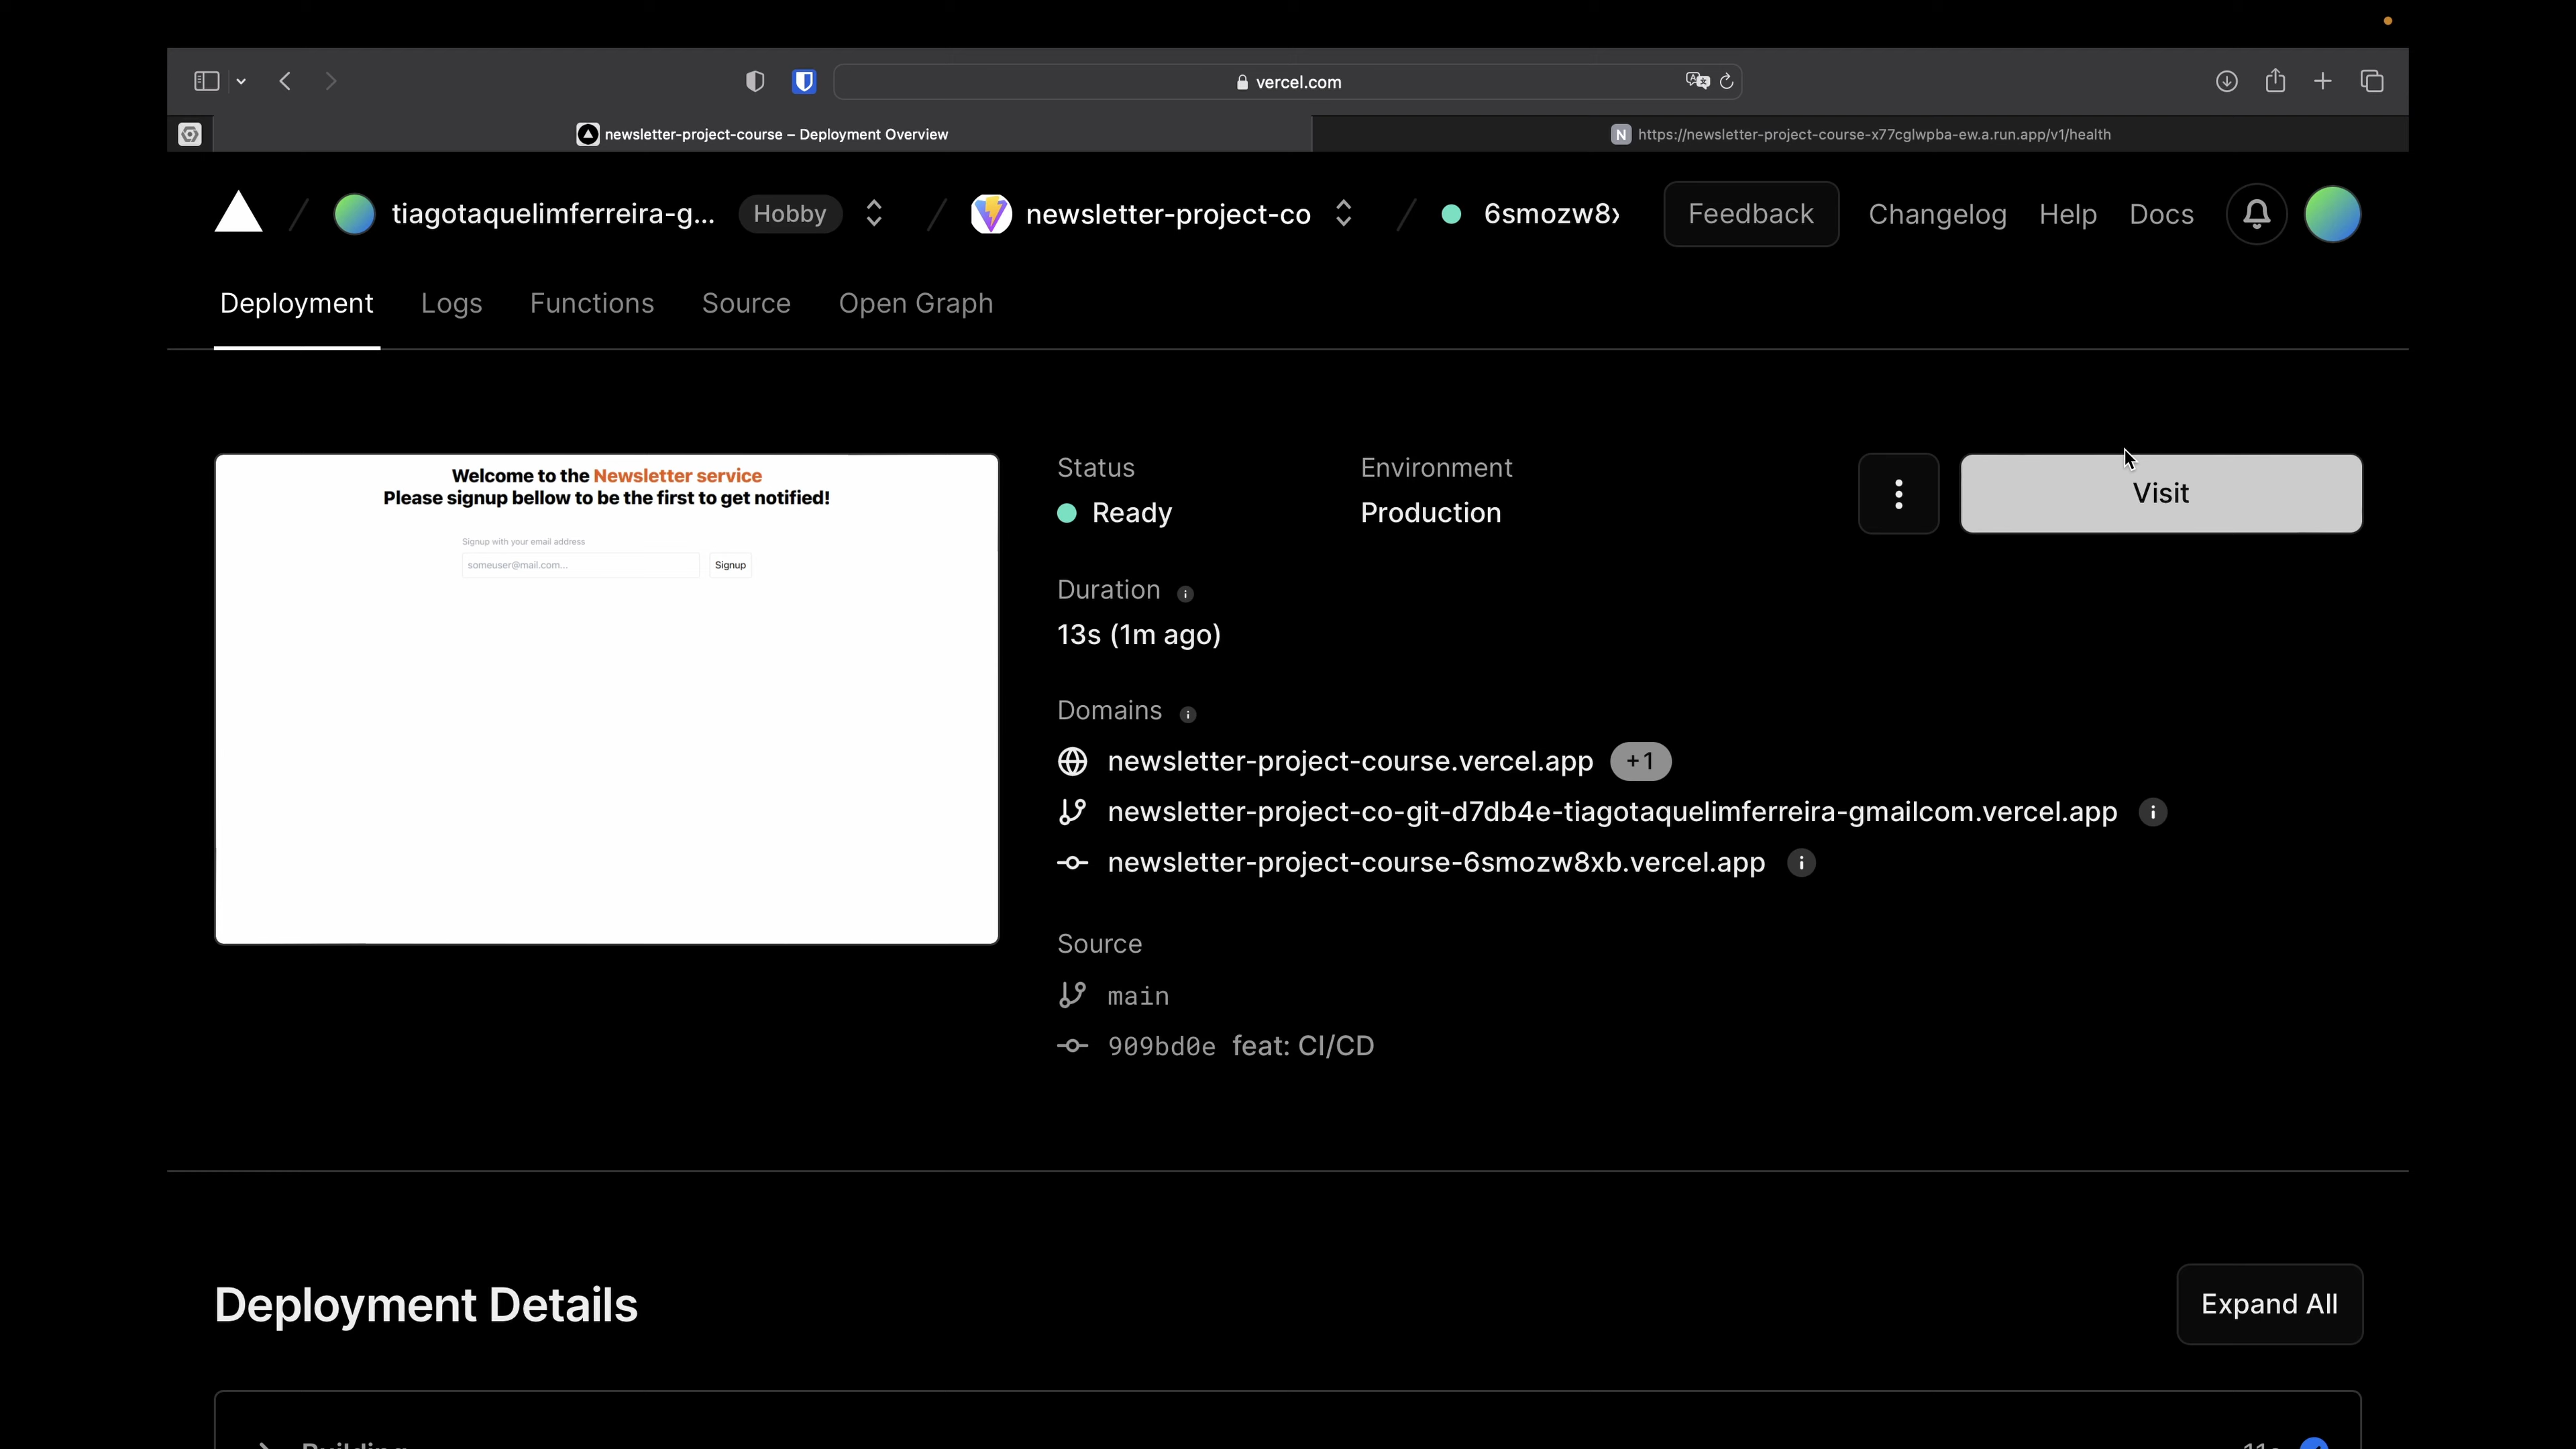 vercel.com
newsletter-project-course – Deployment Overview
N https://newsletter-project-course-x77cglwpba-ew.a.run.app/v1/health
tiagotaquelimferreira-g... Hobby newsletter-project-co 6smozw8x Feedback Changelog Help Docs
Deployment Logs Functions Source Open Graph
Welcome to the Newsletter service
Please signup bellow to be the first to get notified!
Signup with your email address
someuser@mail.com... Signup
Status Environment
Ready Production
Visit
Duration
13s (1m ago)
Domains
newsletter-project-course.vercel.app +1
newsletter-project-co-git-d7db4e-tiagotaquelimferreira-gmailcom.vercel.app
newsletter-project-course-6smozw8xb.vercel.app
Source
main
909bd0e feat: CI/CD
Deployment Details Expand All